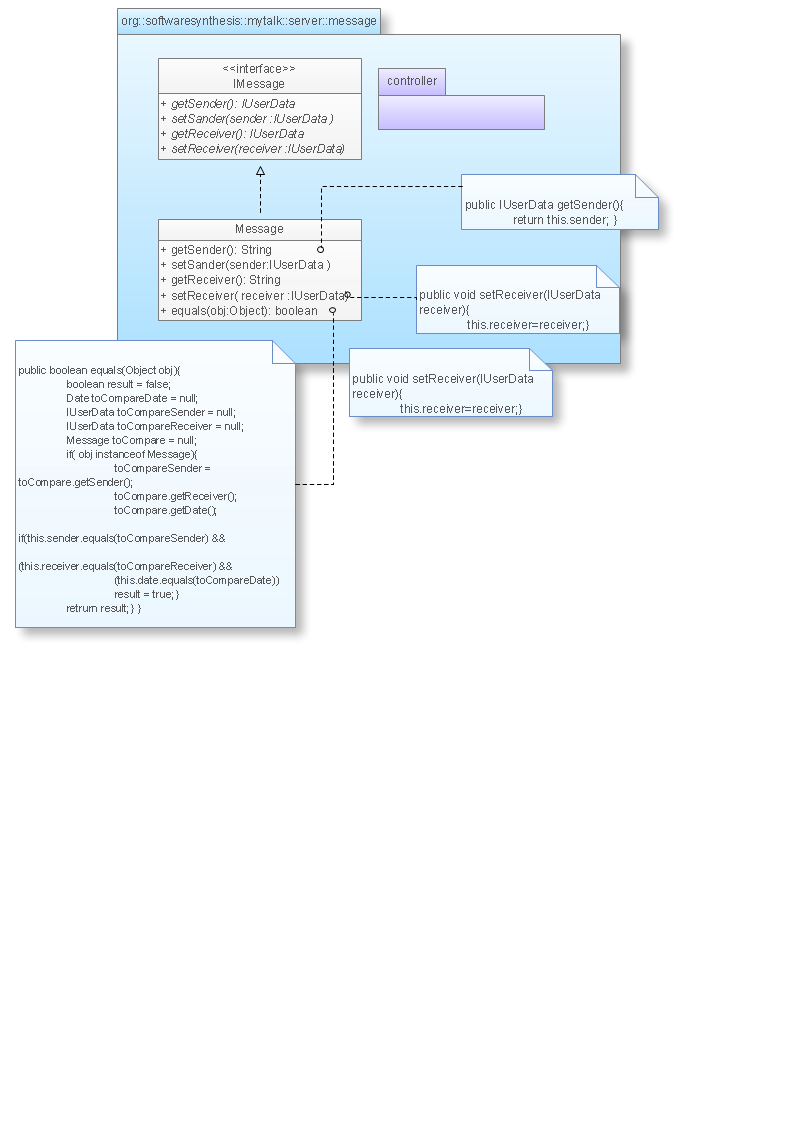 org::softwaresynthesis::mytalk::server::message
<<interface>>
IMessage
+ getSender(): IUserData
+ setSander(sender :IUserData )
+ getReceiver(): IUserData
+ setReceiver(receiver :IUserData)
controller
public IUserData getSender(){
return this.sender; }
Message
+ getSender(): String
+ setSander(sender:IUserData )
+ getReceiver(): String
+ setReceiver( receiver :IUserData)
+ equals(obj:Object): boolean
public void setReceiver(IUserData
receiver){
this.receiver=receiver;}
public void setReceiver(IUserData
receiver){
this.receiver=receiver;}
public boolean equals(Object obj){
boolean result = false;
Date toCompareDate = null;
IUserData toCompareSender = null;
IUserData toCompareReceiver = null;
Message toCompare = null;
if( obj instanceof Message){
toCompareSender =
toCompare.getSender();
toCompare.getReceiver();
toCompare.getDate();
if(this.sender.equals(toCompareSender) &&
(this.receiver.equals(toCompareReceiver) &&
(this.date.equals(toCompareDate))
result = true; }
retrurn result; } }